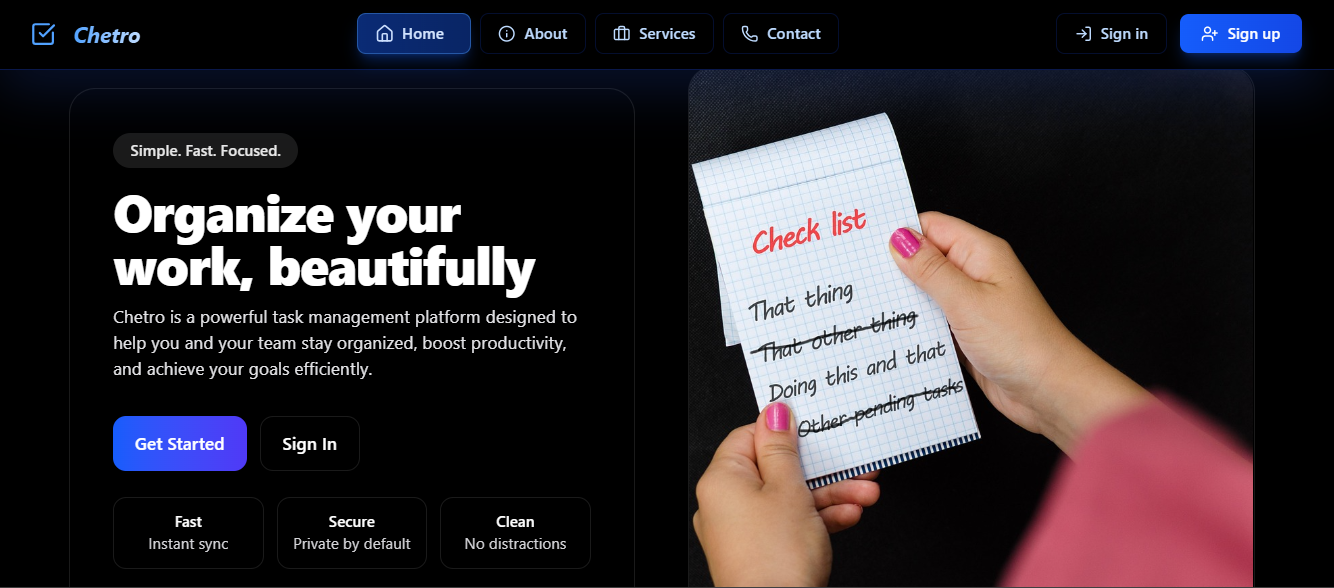 Chetro
Home
About
Services
Contact
Sign in
Sign up
Simple. Fast. Focused.
Organize your
work, beautifully
Chetro is a powerful task management platform designed to
help you and your team stay organized, boost productivity,
and achieve your goals efficiently.
Get Started
Sign In
Fast
Instant sync
Secure
Private by default
Clean
No distractions
Check list
That thing
That other thing
Doing this and that
Other pending tasks